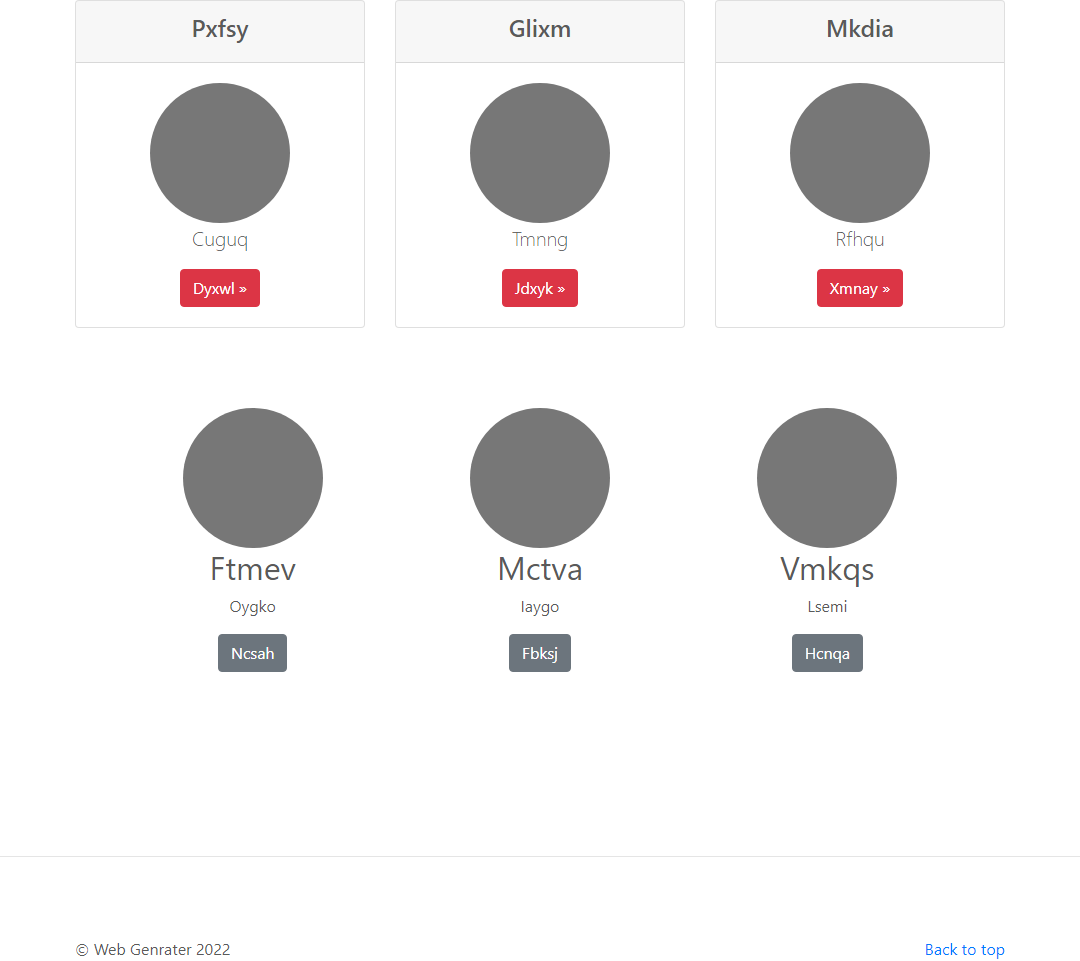 Pxfsy
Glixm
Mkdia
Cuguq
Tmnng
Rfhqu
Dyxwl »
Jdxyk »
Xmnay »
Ftmev
Mctva
Vmkqs
Oygko
Iaygo
Lsemi
Ncsah
Fbksj
Hcnqa
© Web Genrater 2022
Back to top